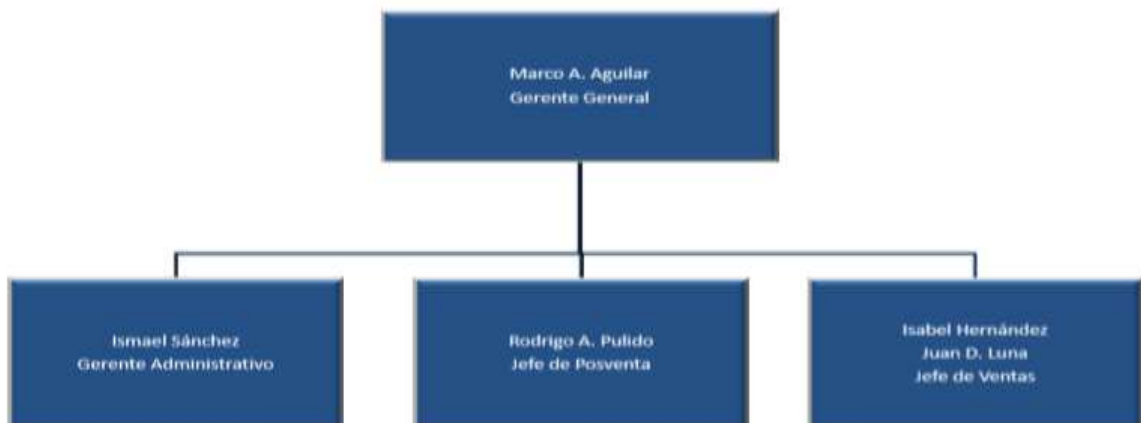 Marco A. Aguilar
Gerente General
Ismael Sánchez
Gerente Administrativo
Rodrigo A. Pulido
Jefe de Posventa
Isabel Hernández
Juan D. Luna
Jefe de Ventas